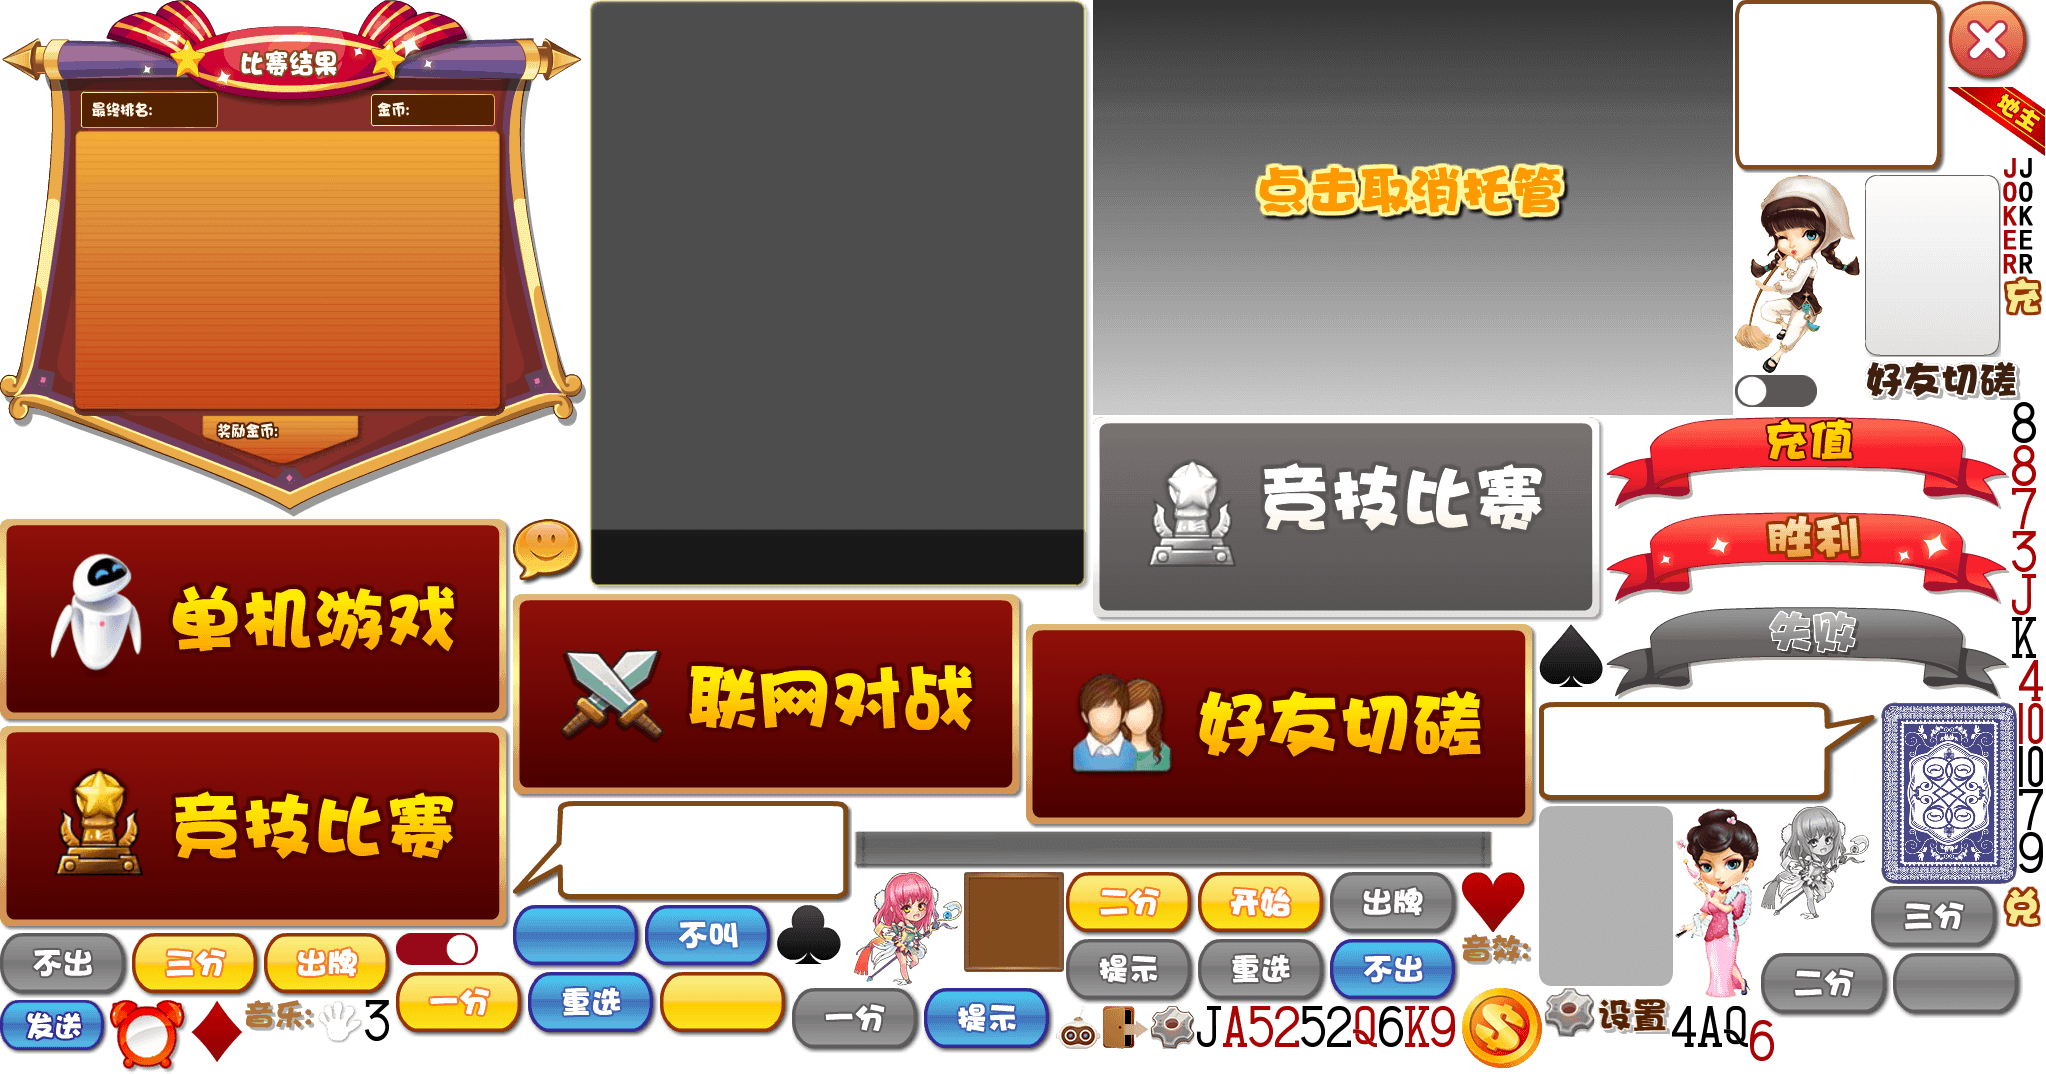 比赛结果
最终排名:
金币:
奖励金币:
点击取消托管
地主
JOKER
JOKER
充
好友切磋
充值
胜利
失败
竞技比赛
单机游戏
联网对战
好友切磋
竞技比赛
8
8
7
3
J
K
4
10
10
7
9
兑
二分
开始
出牌
音效:
提示
重选
不出
三分
二分
不出
三分
出牌
不叫
一分
重选
一分
提示
发送
音乐:
3
JA5252Q6K9
设置
4AQ6